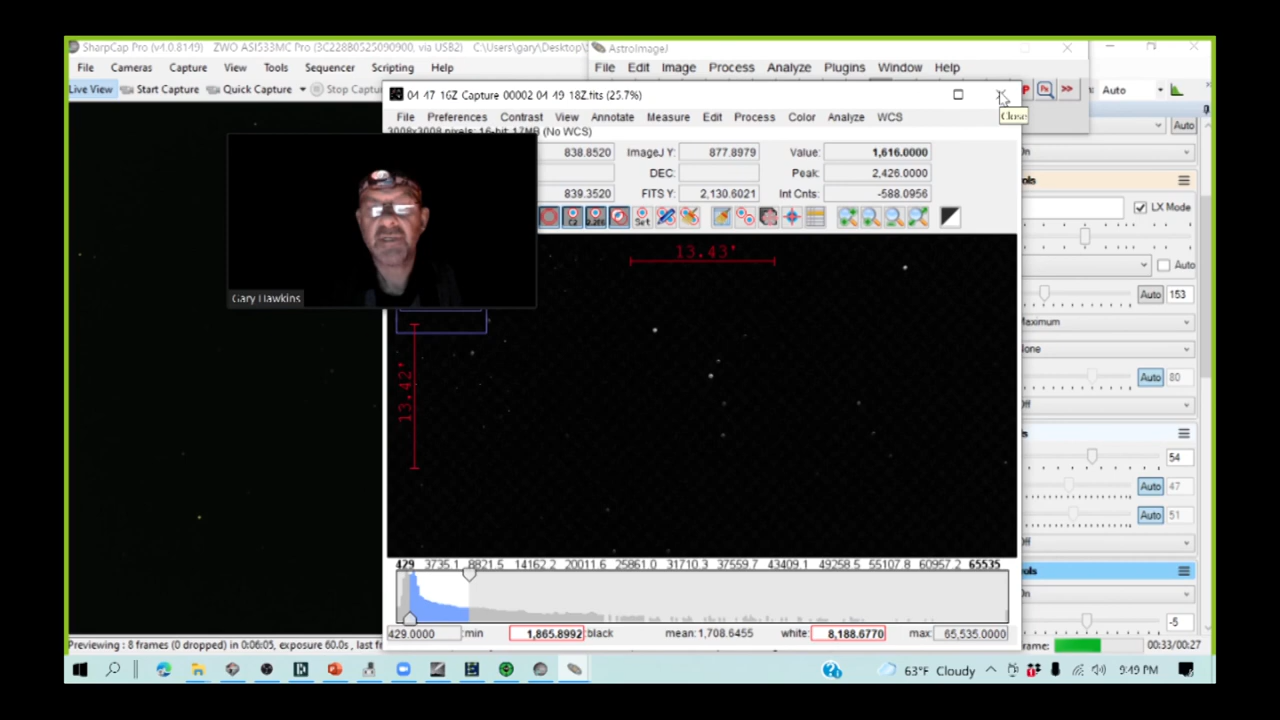 SharpCap Pro (v4.0.8149) ZWO ASI533MC Pro (3C228B0525090900, via USB2) C:\Users\gary\Desktop\
AstroImageJ
File Cameras Capture View Tools Sequencer Scripting Help
File Edit Image Process Analyze Plugins Window Help
Live View Start Capture Quick Capture Stop Captu
>> Auto
04 47 16Z Capture 00002 04 49 18Z.fits (25.7%)
Close
File Preferences Contrast View Annotate Measure Edit Process Color Analyze WCS
Auto
3008x3008 pixels; 16-bit; 17MB (No WCS)
838.8520 ImageJ Y: 877.8979 Value: 1,616.0000
DEC: Peak: 2,426.0000
839.3520 FITS Y: 2,130.6021 Int Cnts: -588.0956
LX Mode
13.43'
Auto
Gary Hawkins
Auto 153
Maximum
None
13.42'
Auto 80
54
Auto 47
Auto 51
429 3735.1 8821.5 14162.2 20011.6 25861.0 31710.3 37559.7 43409.1 49258.5 55107.8 60957.2 65535
-5
429.0000 :min 1,865.8992 :black mean: 1,708.6455 white: 8,188.6770 max: 65,535.0000
Previewing : 8 frames (0 dropped) in 0:06:05, exposure 60.0s , last fr
rame: 00:33/00:27
63°F Cloudy 9:49 PM